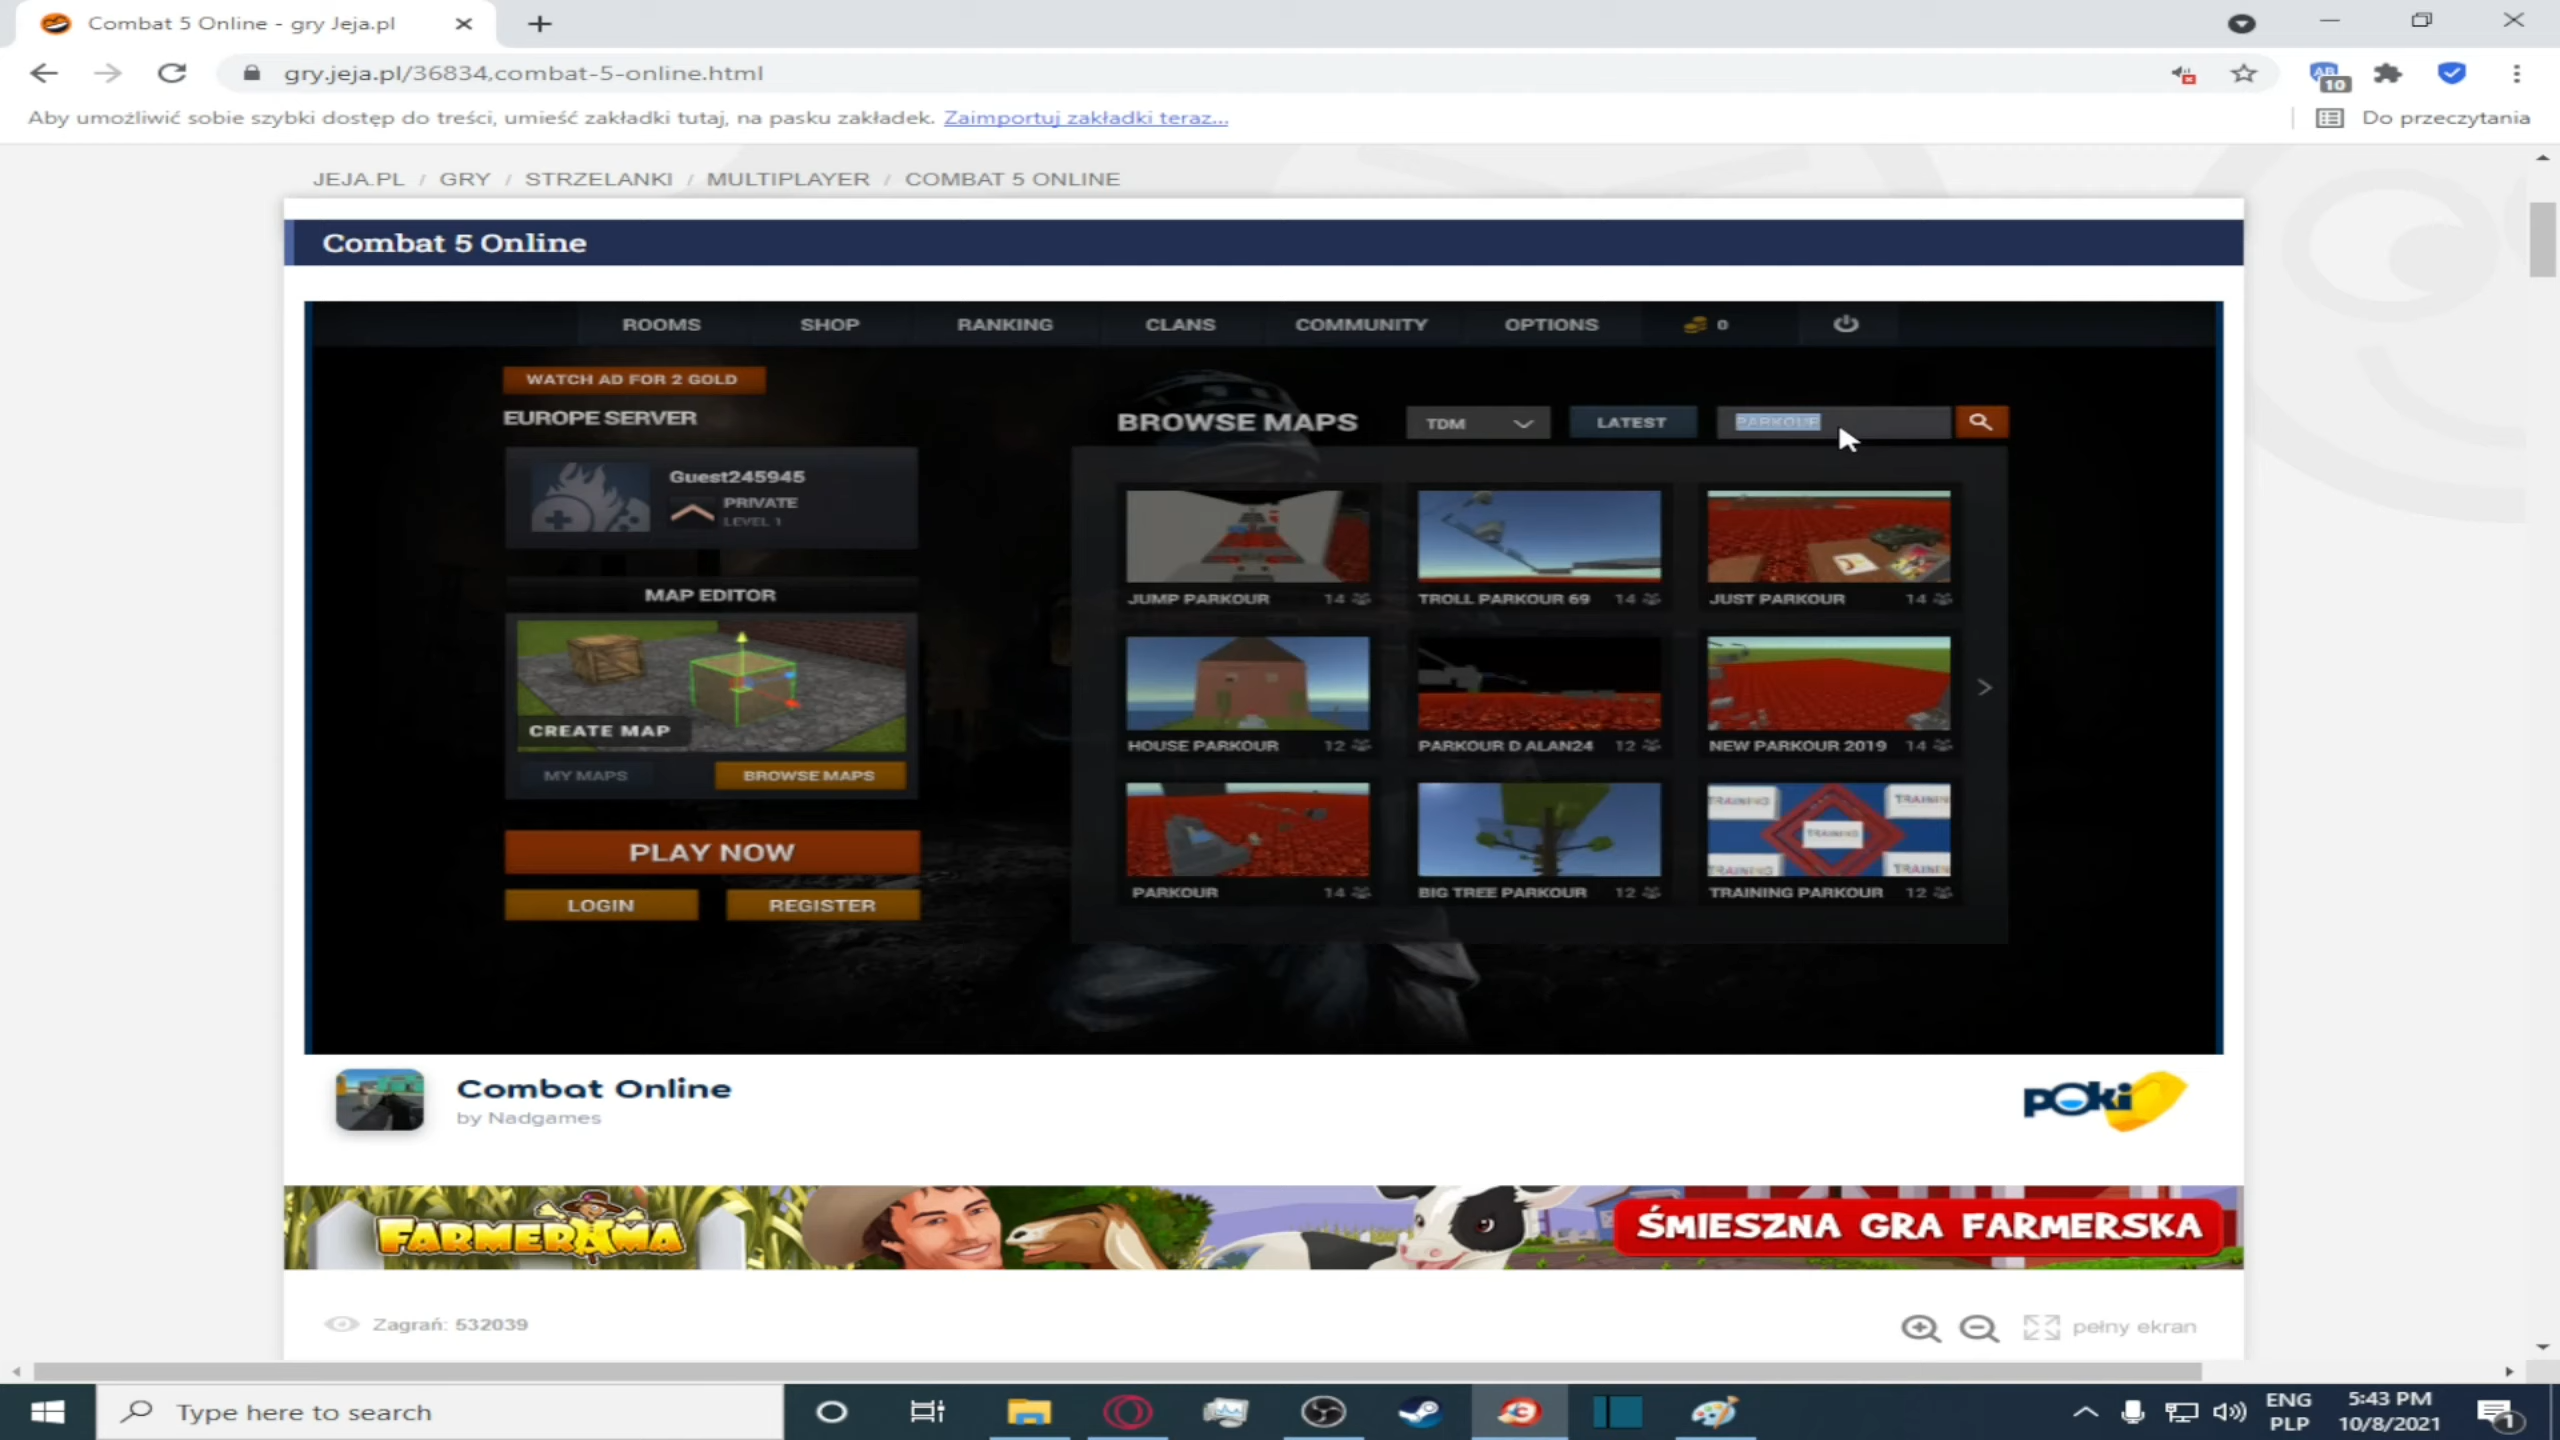 Combat 5 Online - gry Jeja.pl
gry.jeja.pl/36834,combat-5-online.html
10
Aby umożliwić sobie szybki dostęp do treści, umieść zakładki tutaj, na pasku zakładek. Zaimportuj zakładki teraz...
Do przeczytania
JEJA.PL / GRY / STRZELANKI / MULTIPLAYER / COMBAT 5 ONLINE
Combat 5 Online
ROOMS SHOP RANKING CLANS COMMUNITY OPTIONS 0
WATCH AD FOR 2 GOLD
EUROPE SERVER
Guest245945
PRIVATE
LEVEL 1
MAP EDITOR
CREATE MAP
MY MAPS BROWSE MAPS
PLAY NOW
LOGIN REGISTER
BROWSE MAPS TDM LATEST PARKOUR
JUMP PARKOUR 14 TROLL PARKOUR 69 14 JUST PARKOUR 14
HOUSE PARKOUR 12 PARKOUR D ALAN24 12 NEW PARKOUR 2019 14
TRAINING
PARKOUR 14 BIG TREE PARKOUR 12 TRAINING PARKOUR 12
Combat Online
by Nadgames
POki
FARMERAMA
ŚMIESZNA GRA FARMERSKA
Zagrań: 532039
pełny ekran
Type here to search
ENG
PLP
5:43 PM
10/8/2021
1